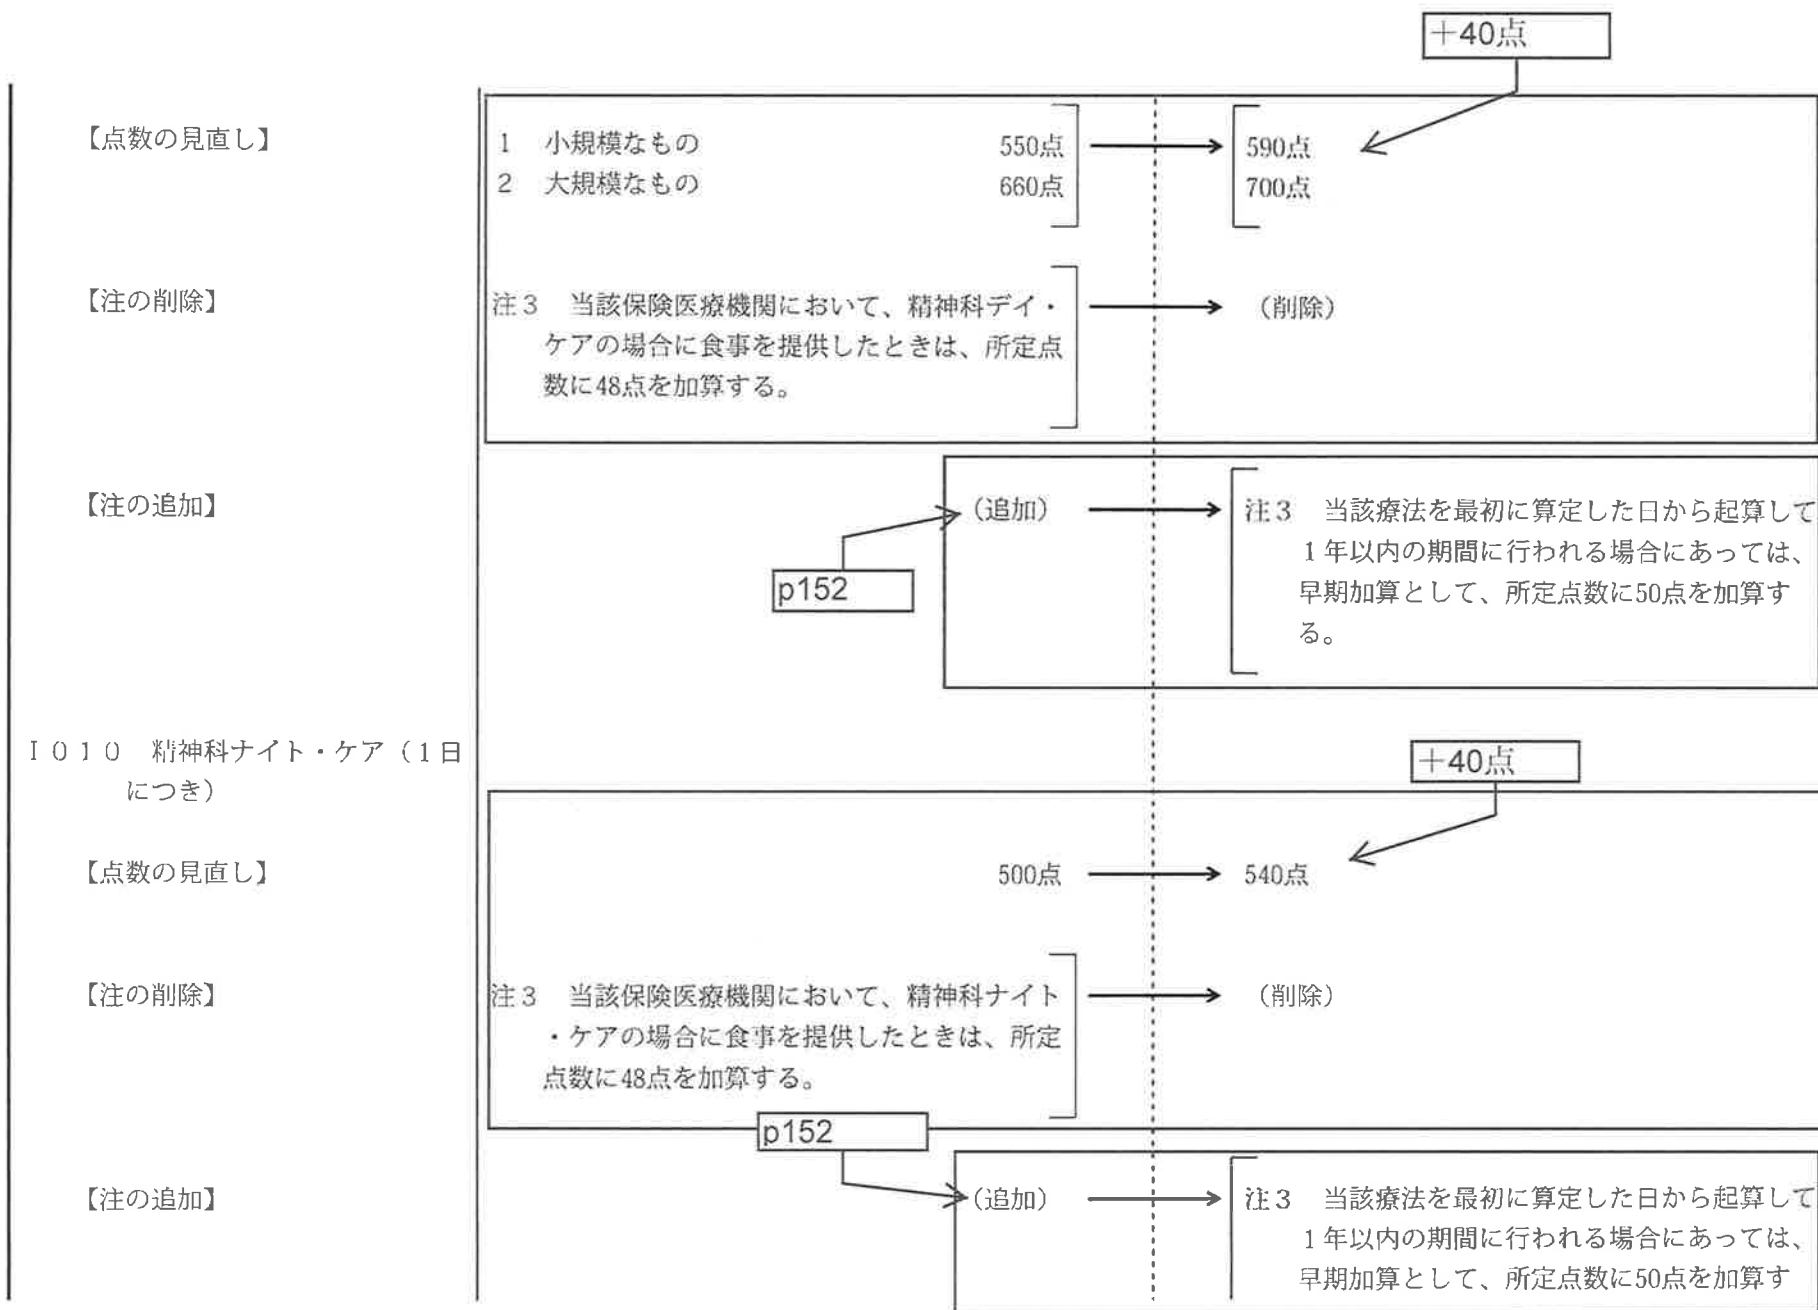 ＋40点
【点数の見直し】
1　小規模なもの　550点　590点
2　大規模なもの　660点　700点
【注の削除】
注３　当該保険医療機関において、精神科デイ・
ケアの場合に食事を提供したときは、所定点
数に48点を加算する。
（削除）
【注の追加】
（追加）
p152
注３　当該療法を最初に算定した日から起算して
１年以内の期間に行われる場合にあっては、
早期加算として、所定点数に50点を加算す
る。
Ｉ０１０　精神科ナイト・ケア（１日
につき）
＋40点
【点数の見直し】
500点　540点
【注の削除】
注３　当該保険医療機関において、精神科ナイト
・ケアの場合に食事を提供したときは、所定
点数に48点を加算する。
（削除）
p152
【注の追加】
（追加）
注３　当該療法を最初に算定した日から起算して
１年以内の期間に行われる場合にあっては、
早期加算として、所定点数に50点を加算す